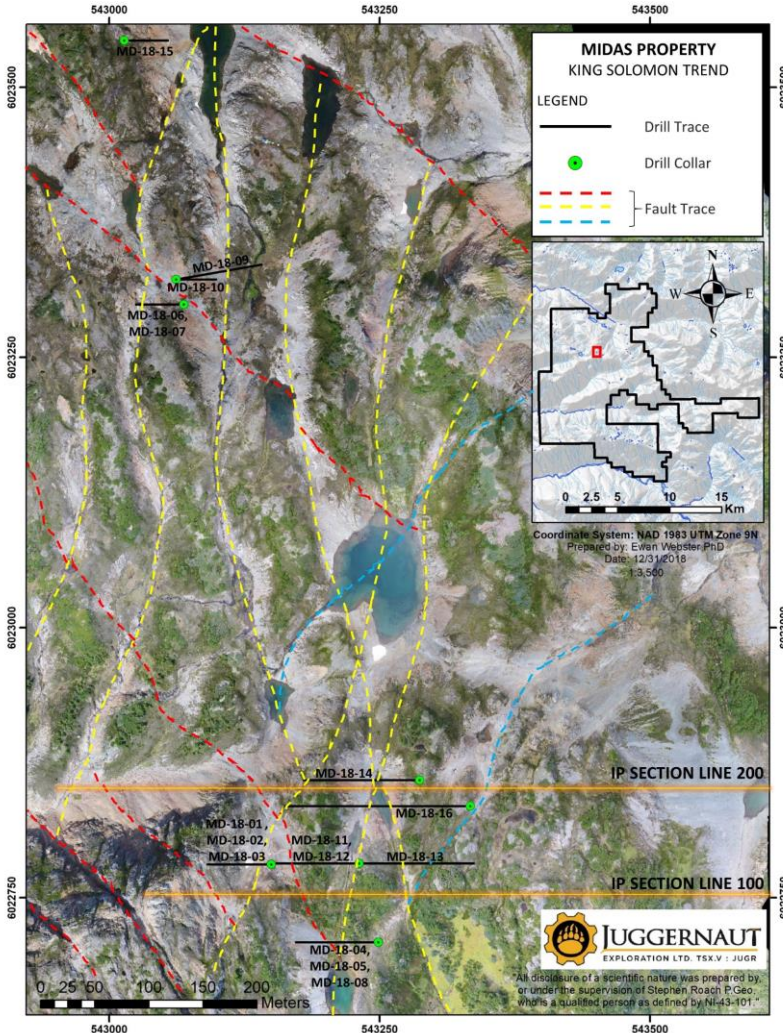 543000
543250
543500
MD-18-15
6023500
6023500
MIDAS PROPERTY
KING SOLOMON TREND
LEGEND
Drill Trace
Drill Collar
Fault Trace
MD-18-09
MD-18-10
MD-18-06,
MD-18-07
N
W
E
S
6023250
6023250
0 2.5 5 10 15
Km
Coordinate System: NAD 1983 UTM Zone 9N
Prepared by: Ewan Webster PhD
Date: 12/31/2018
1:3,500
6023000
6023000
MD-18-14
IP SECTION LINE 200
MD-18-16
MD-18-01,
MD-18-02,
MD-18-03
MD-18-11,
MD-18-12
MD-18-13
6022750
6022750
IP SECTION LINE 100
MD-18-04,
MD-18-05,
MD-18-08
JUGGERNAUT
EXPLORATION LTD. TSX.V : JUGR
"All disclosure of a scientific nature was prepared by,
or under the supervision of Stephen Roach P.Geo,
who is a qualified person as defined by NI-43-101."
0 25 50 100 150 200
Meters
543000
543250
543500